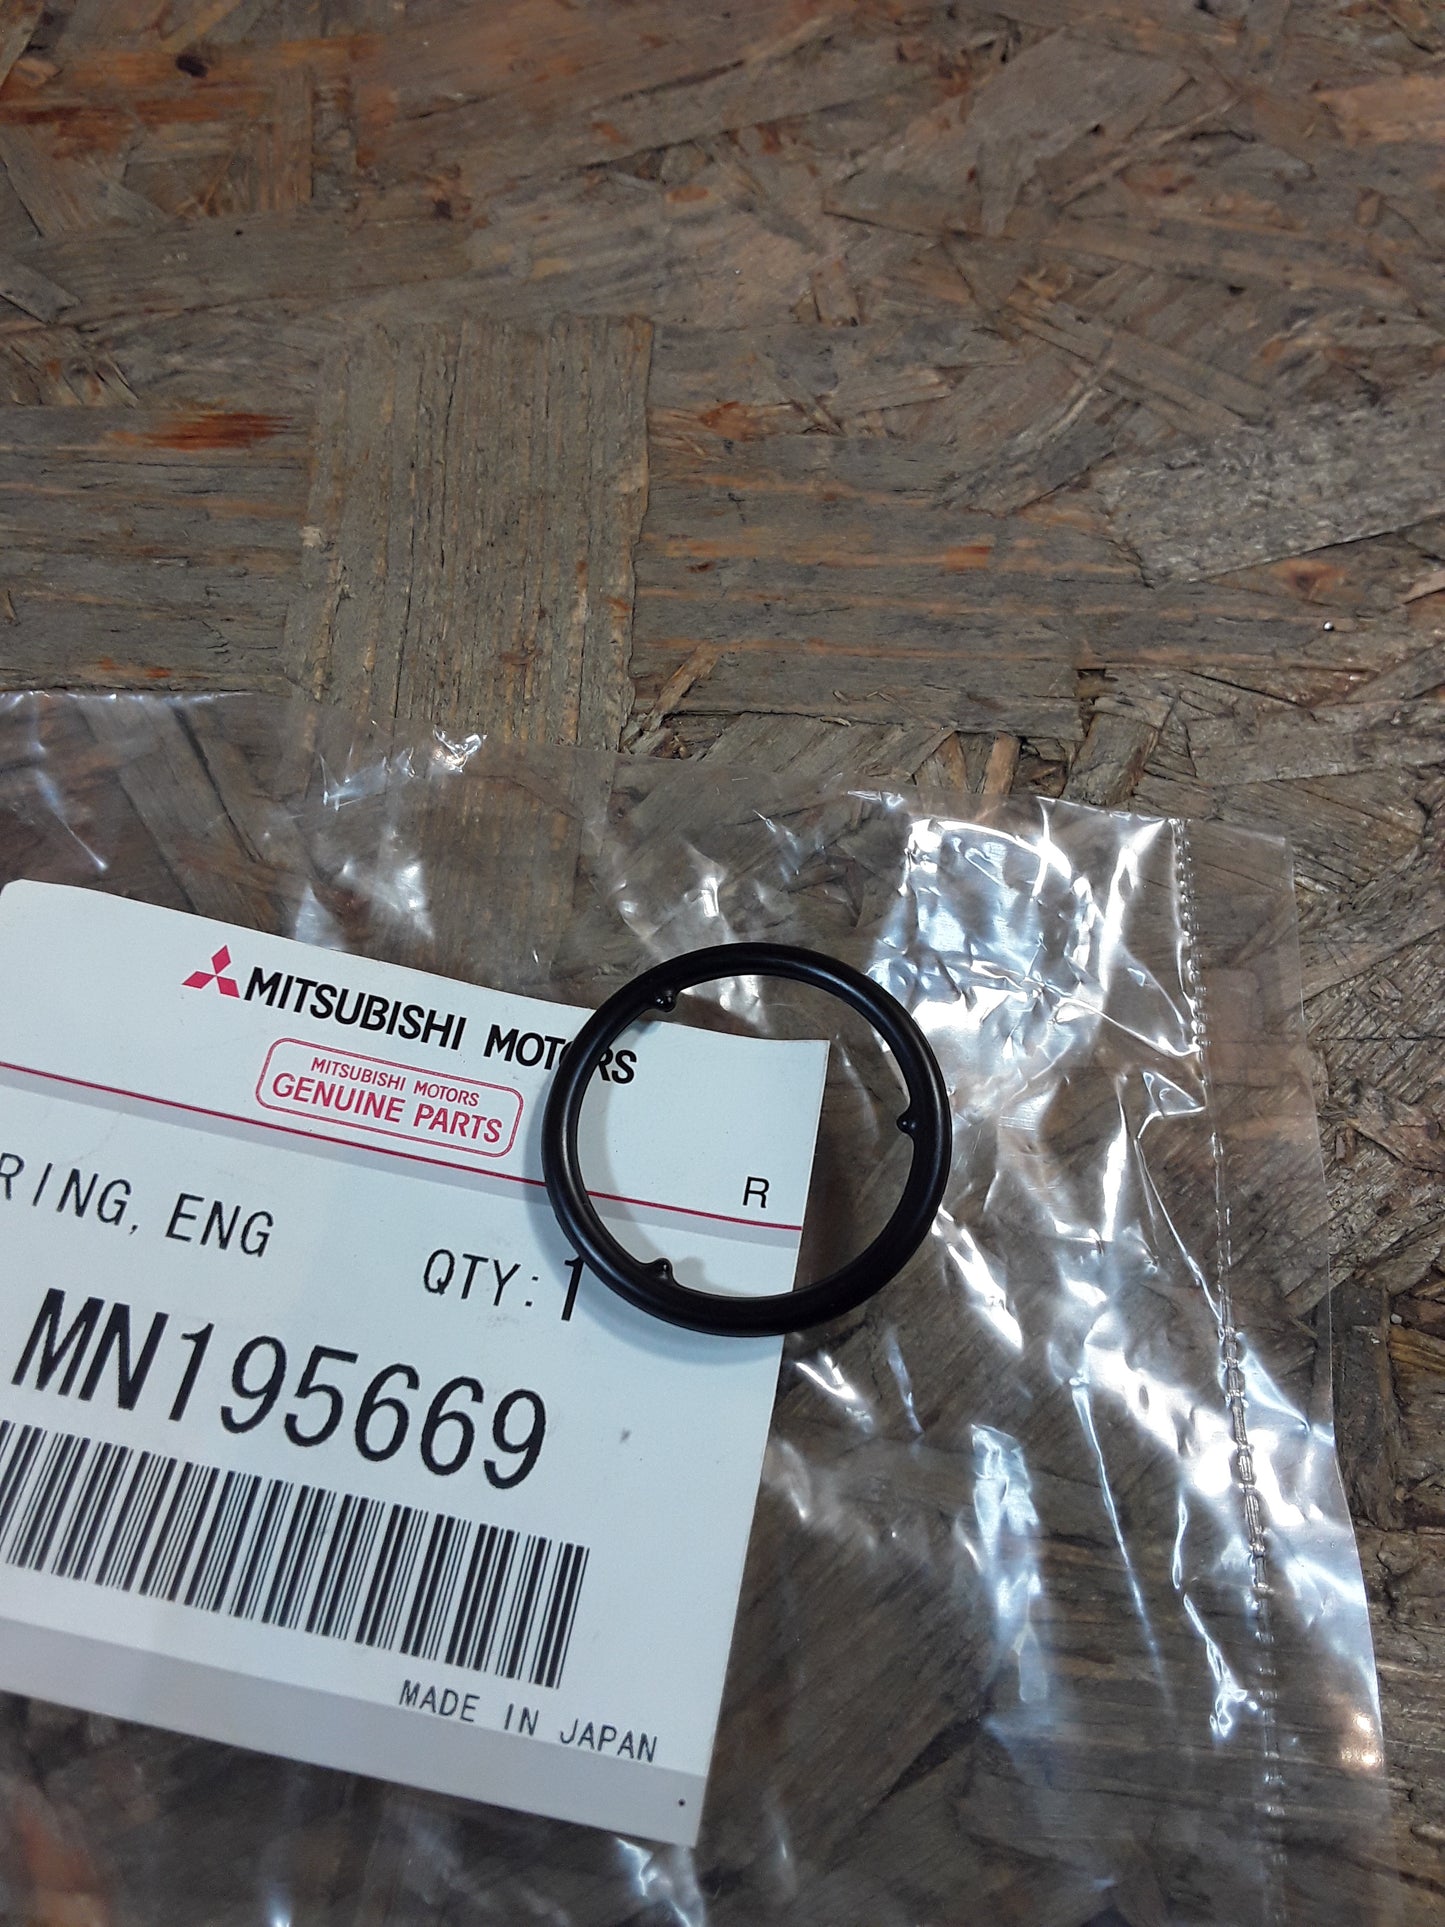 MITSUBISHI MOTORS
MITSUBISHI MOTORS
GENUINE PARTS
R
RING, ENG
QTY: 1
MN195669
MADE IN JAPAN